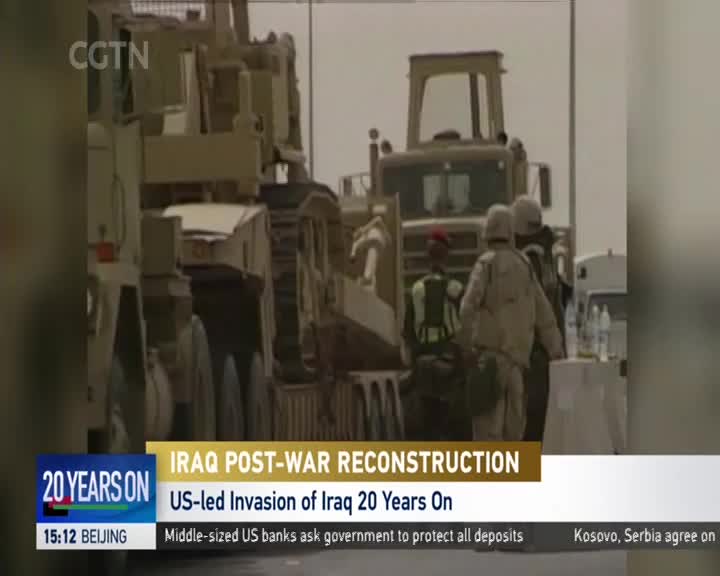 CGTN
IRAQ POST-WAR RECONSTRUCTION
20 YEARS ON
US-led Invasion of Iraq 20 Years On
15:12 BEIJING
Middle-sized US banks ask government to protect all deposits
Kosovo, Serbia agree on